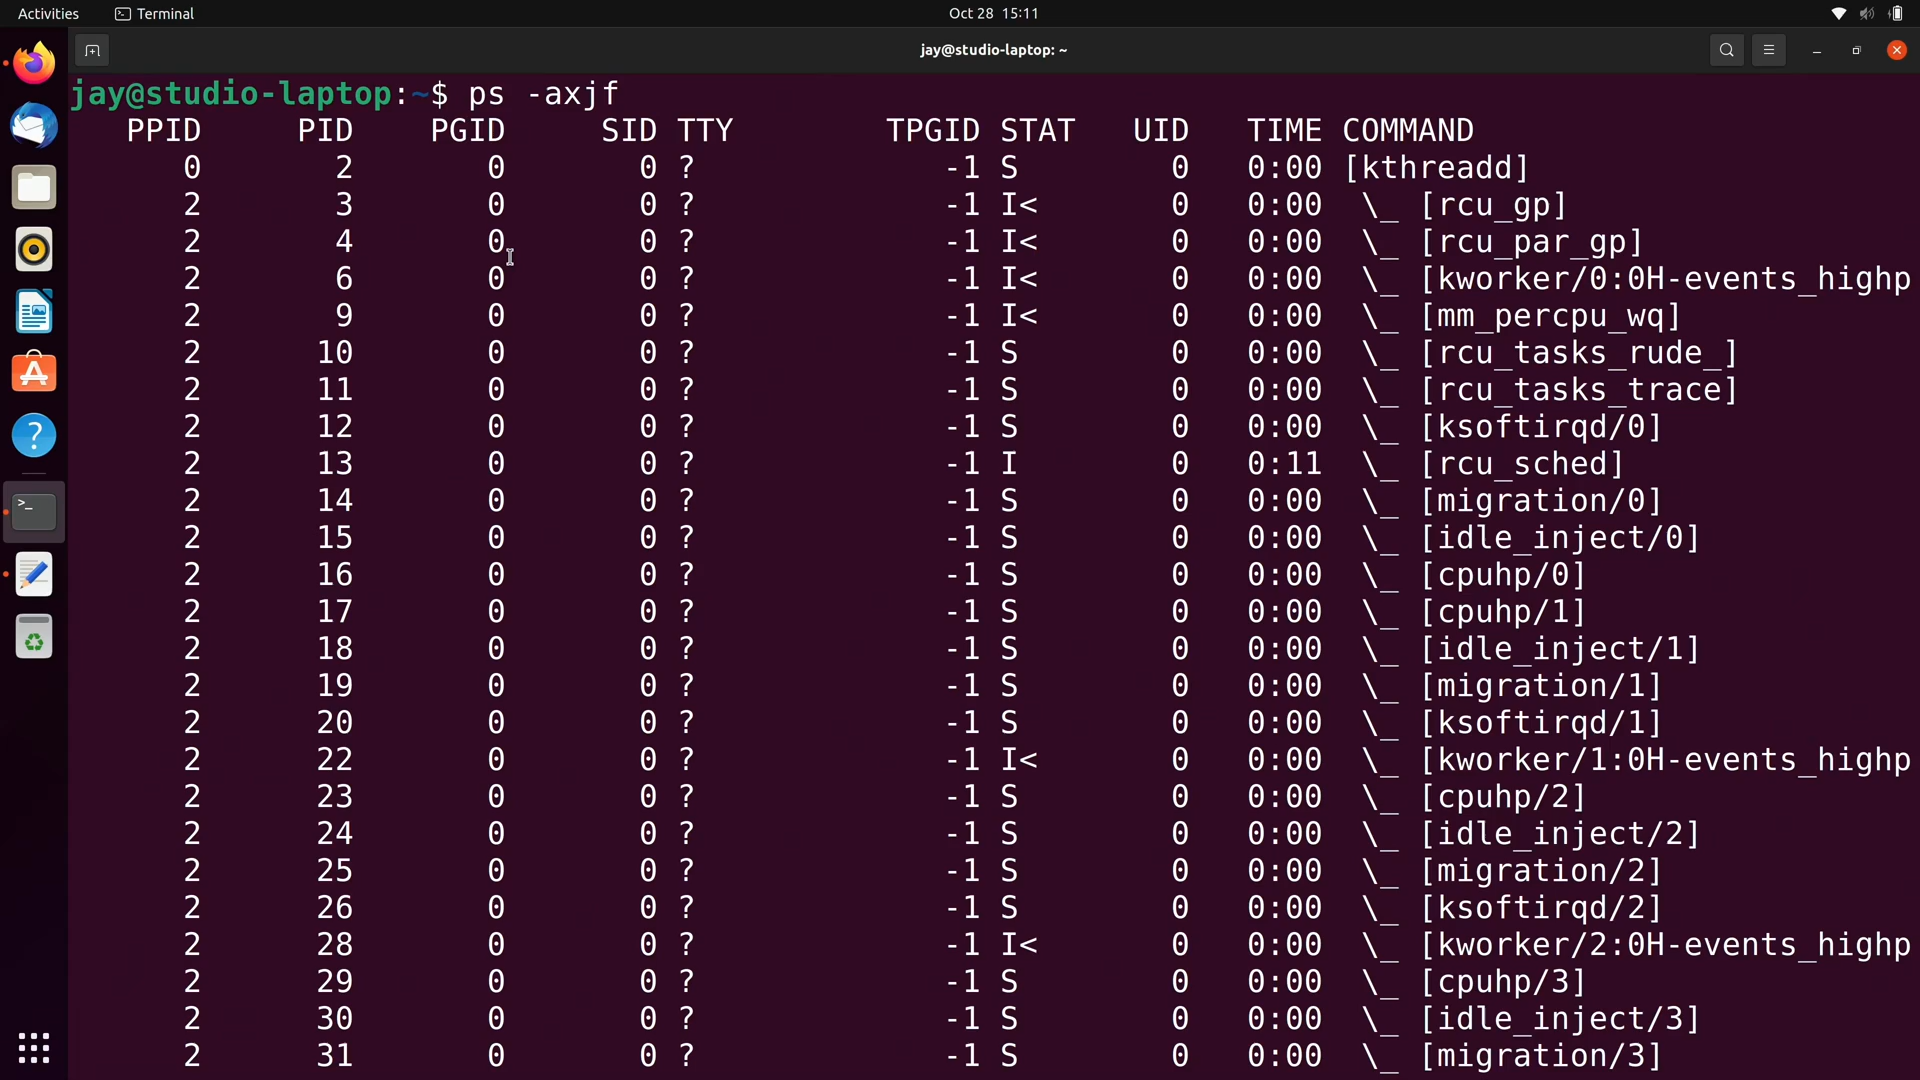 Activities Terminal Oct 28 15:11
jay@studio-laptop: ~
jay@studio-laptop:~$ ps -axjf
PPID PID PGID SID TTY TPGID STAT UID TIME COMMAND
0 2 0 0 ? -1 S 0 0:00 [kthreadd]
2 3 0 0 ? -1 I< 0 0:00 \_ [rcu_gp]
2 4 0 0 ? -1 I< 0 0:00 \_ [rcu_par_gp]
2 6 0 0 ? -1 I< 0 0:00 \_ [kworker/0:0H-events_highp
2 9 0 0 ? -1 I< 0 0:00 \_ [mm_percpu_wq]
2 10 0 0 ? -1 S 0 0:00 \_ [rcu_tasks_rude_]
2 11 0 0 ? -1 S 0 0:00 \_ [rcu_tasks_trace]
2 12 0 0 ? -1 S 0 0:00 \_ [ksoftirqd/0]
2 13 0 0 ? -1 I 0 0:11 \_ [rcu_sched]
2 14 0 0 ? -1 S 0 0:00 \_ [migration/0]
2 15 0 0 ? -1 S 0 0:00 \_ [idle_inject/0]
2 16 0 0 ? -1 S 0 0:00 \_ [cpuhp/0]
2 17 0 0 ? -1 S 0 0:00 \_ [cpuhp/1]
2 18 0 0 ? -1 S 0 0:00 \_ [idle_inject/1]
2 19 0 0 ? -1 S 0 0:00 \_ [migration/1]
2 20 0 0 ? -1 S 0 0:00 \_ [ksoftirqd/1]
2 22 0 0 ? -1 I< 0 0:00 \_ [kworker/1:0H-events_highp
2 23 0 0 ? -1 S 0 0:00 \_ [cpuhp/2]
2 24 0 0 ? -1 S 0 0:00 \_ [idle_inject/2]
2 25 0 0 ? -1 S 0 0:00 \_ [migration/2]
2 26 0 0 ? -1 S 0 0:00 \_ [ksoftirqd/2]
2 28 0 0 ? -1 I< 0 0:00 \_ [kworker/2:0H-events_highp
2 29 0 0 ? -1 S 0 0:00 \_ [cpuhp/3]
2 30 0 0 ? -1 S 0 0:00 \_ [idle_inject/3]
2 31 0 0 ? -1 S 0 0:00 \_ [migration/3]